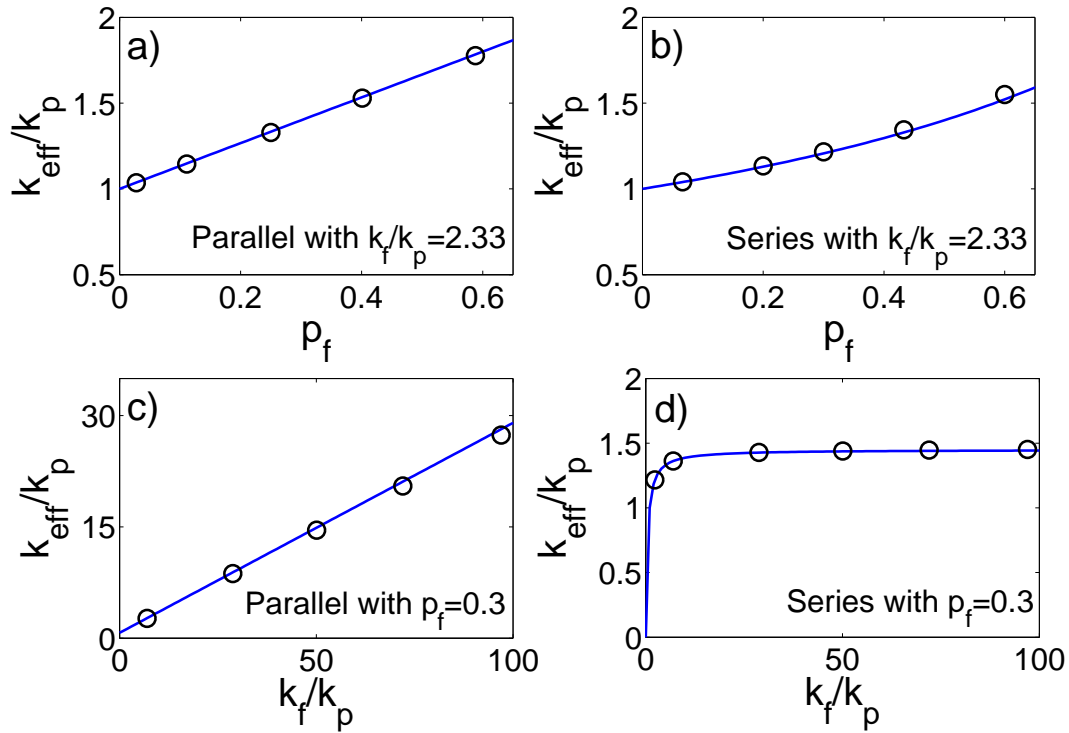 a)
2
1.5
1
0.5
k_eff/k_p
Parallel with k_f/k_p=2.33
0 0.2 0.4 0.6
p_f
b)
2
1.5
1
0.5
k_eff/k_p
Series with k_f/k_p=2.33
0 0.2 0.4 0.6
p_f
c)
30
15
0
k_eff/k_p
Parallel with p_f=0.3
0 50 100
k_f/k_p
d)
2
1.5
1
0.5
0
k_eff/k_p
Series with p_f=0.3
0 50 100
k_f/k_p